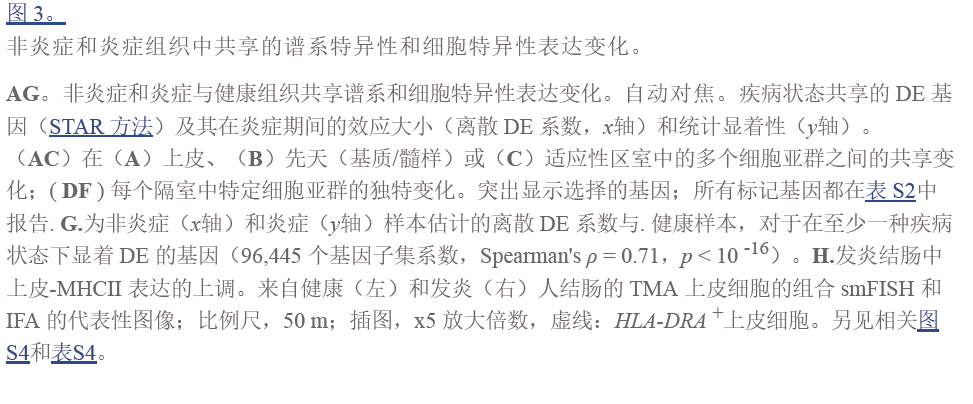 图 3。
非炎症和炎症组织中共享的谱系特异性和细胞特异性表达变化。
AG。非炎症和炎症与健康组织共享谱系和细胞特异性表达变化。自动对焦。疾病状态共享的 DE 基
因（STAR 方法）及其在炎症期间的效应大小（离散 DE 系数，x轴）和统计显着性（y轴）。
（AC）在（A）上皮、（B）先天（基质/髓样）或（C）适应性区室中的多个细胞亚群之间的共享变
化；( DF ) 每个隔室中特定细胞亚群的独特变化。突出显示选择的基因；所有标记基因都在表 S2中
报告. G.为非炎症（x轴）和炎症（y轴）样本估计的离散 DE 系数与. 健康样本，对于在至少一种疾病
状态下显着 DE 的基因（96,445 个基因子集系数，Spearman's ρ = 0.71，p < 10 -16）。H.发炎结肠中
上皮-MHCII 表达的上调。来自健康（左）和发炎（右）人结肠的 TMA 上皮细胞的组合 smFISH 和
IFA 的代表性图像；比例尺，50 m；插图，x5 放大倍数，虚线：HLA-DRA +上皮细胞。另见相关图
S4和表S4。